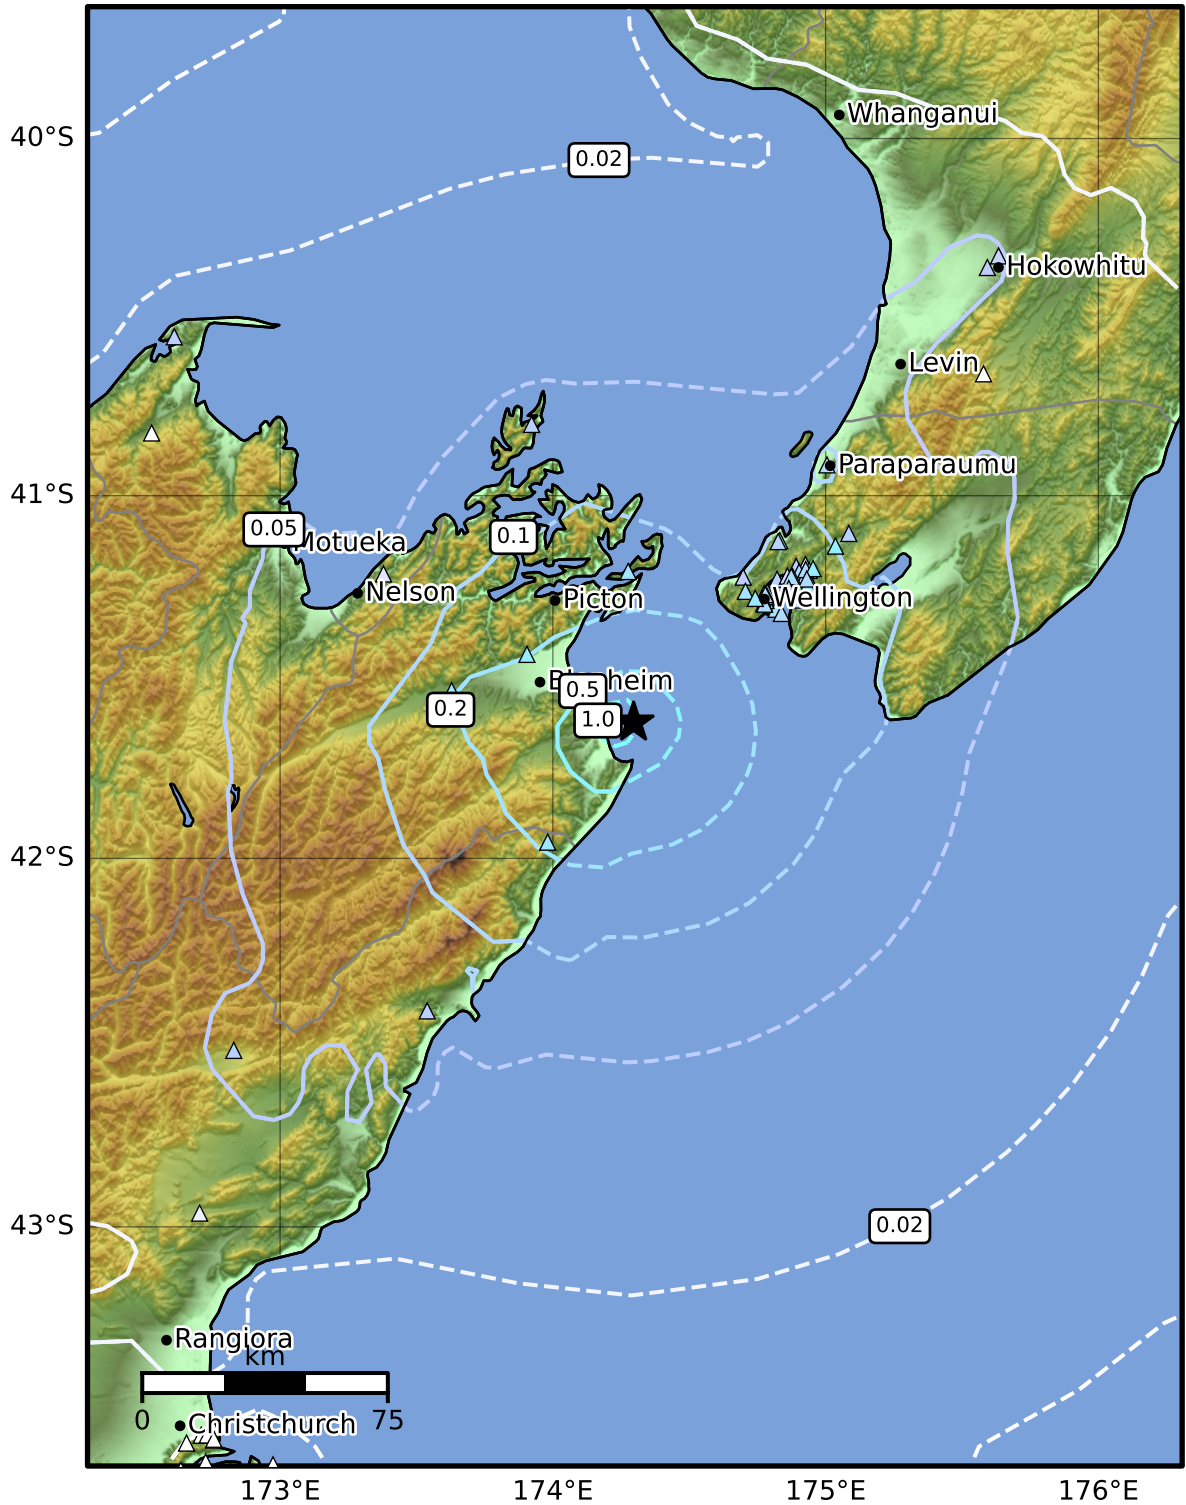 Whanganui
40°S
0.02
Hokowhitu
Levin
Paraparaumu
41°S
0.05
0.1
Motueka
Nelson
Picton
Wellington
Blenheim
0.5
0.2
1.0
42°S
43°S
0.02
Rangiora
km
0
75
Christchurch
173°E
174°E
175°E
176°E